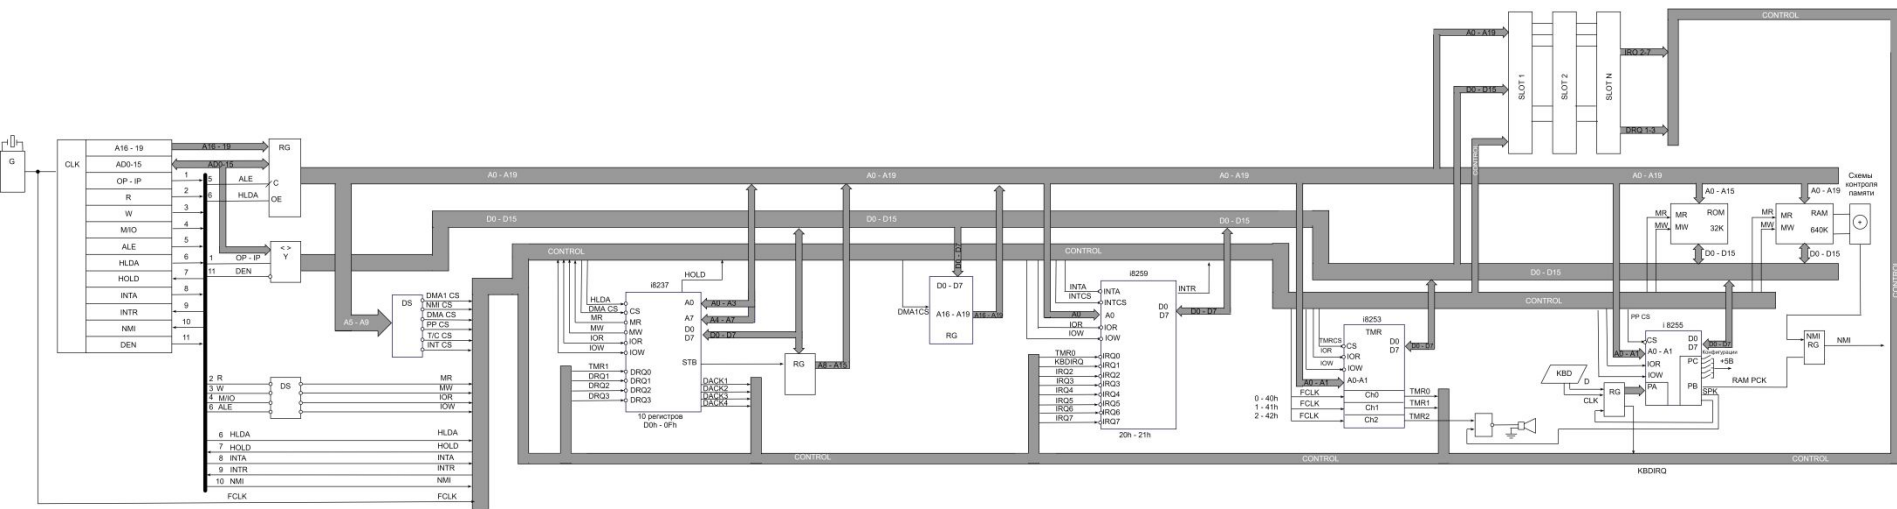 G
CLK
A16 - 19
AD0-15
OP - IP
R
W
M/IO
ALE
HLDA
HOLD
INTA
INTR
NMI
DEN
1
2
3
4
5
6
7
8
9
10
11
A16 - 19
AD0-15
5 ALE
6 HLDA
RG
C
OE
1 OP - IP
11 DEN
< >
Y
2 R
3 W
4 M/IO
6 ALE
DS
MR
MW
IOR
IOW
6 HLDA HLDA
7 HOLD HOLD
8 INTA INTA
9 INTR INTR
10 NMI NMI
FCLK FCLK
A5 - A9
DS
DMA1 CS
NMI CS
DMA CS
PP CS
T/C CS
INT CS
A0 - A19
A0 - A19
A0 - A19
A0 - A19
D0 - D15
D0 - D15
D0 - D15
D0 - D15
CONTROL
CONTROL
CONTROL
i8237
HOLD
HLDA
DMA CS
MR
MW
IOR
IOW
CS
MR
MW
IOR
IOW
A0
A7
D0
D7
A0 - A3
A4 - A7
D0 - D7
STB
TMR1
DRQ1
DRQ2
DRQ3
DRQ0
DRQ1
DRQ2
DRQ3
DACK1
DACK2
DACK3
DACK4
10 регистров
D0h - 0Fh
RG
A8 - A15
D0 - D7
D0 - D7
DMA1CS
A16 - A19
RG
A16 - A19
i8259
INTA
INTCS
A0
IOR
IOW
INTA
INTCS
A0
IOR
IOW
INTR
D0
D7
D0 - D7
TMR0
KBDIRQ
IRQ2
IRQ3
IRQ4
IRQ5
IRQ6
IRQ7
IRQ0
IRQ1
IRQ2
IRQ3
IRQ4
IRQ5
IRQ6
IRQ7
20h - 21h
i8253
TMR
TMRCS
IOR
IOW
A0 - A1
CS
IOR
IOW
A0-A1
D0
D7
D0 - D7
0 - 40h
1 - 41h
2 - 42h
FCLK
FCLK
FCLK
Ch0
Ch1
Ch2
TMR0
TMR1
TMR2
A0 - A19
D0 - D15
CONTROL
SLOT 1
SLOT 2
SLOT N
IRO 2-7
DRQ 1-3
CONTROL
CONTROL
A0 - A15
A0 - A19
Схемы
контроля
памяти
MR
MW
MR
MW
ROM
32K
MR
MW
MR
MW
RAM
640K
+
D0 - D15
D0 - D15
PP CS
i 8255
CS
A0 - A1
IOR
IOW
PA
D0
D7
PC
PB
A0 - A1
D0 - D7
Конфигурации
+5В
RAM PCK
SPK
NMI
RG
NMI
KBD
D
CLK
RG
KBDIRQ
CONTROL
CONTROL
CONTROL